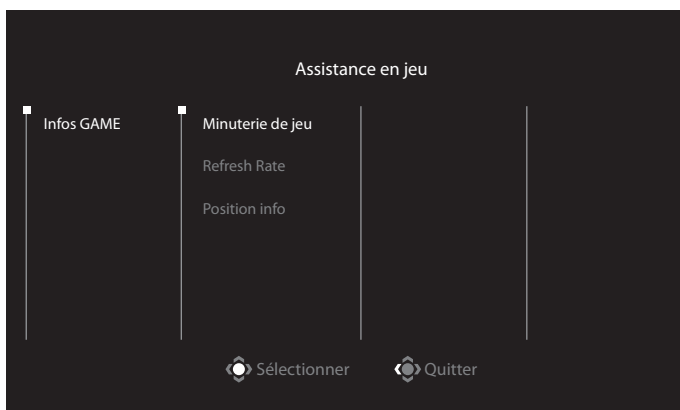 Assistance en jeu
Infos GAME
Minuterie de jeu
Refresh Rate
Position info
Sélectionner
Quitter